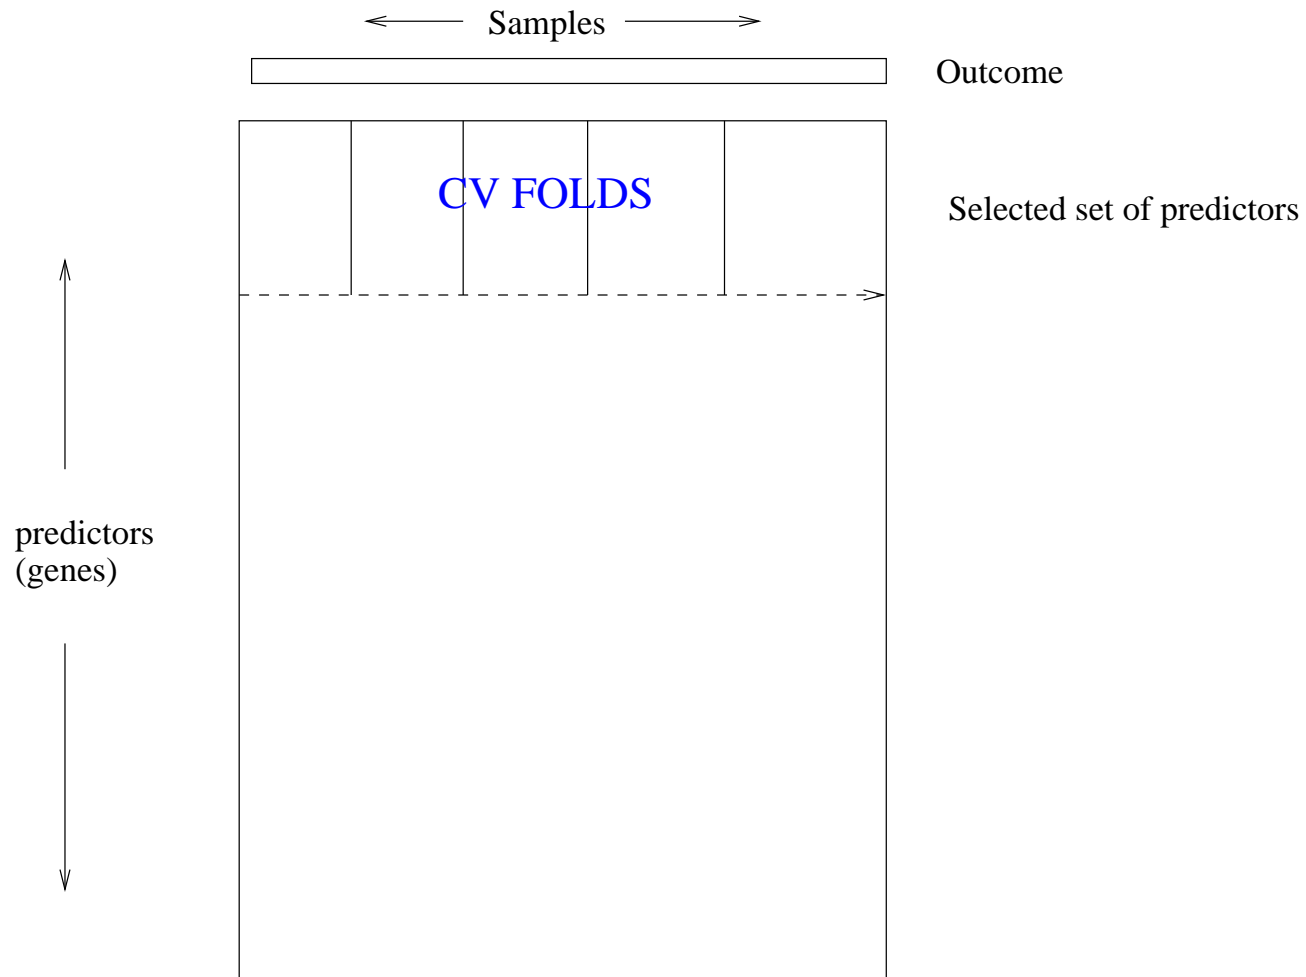 Samples
Outcome
CV FOLDS
Selected set of predictors
predictors
(genes)